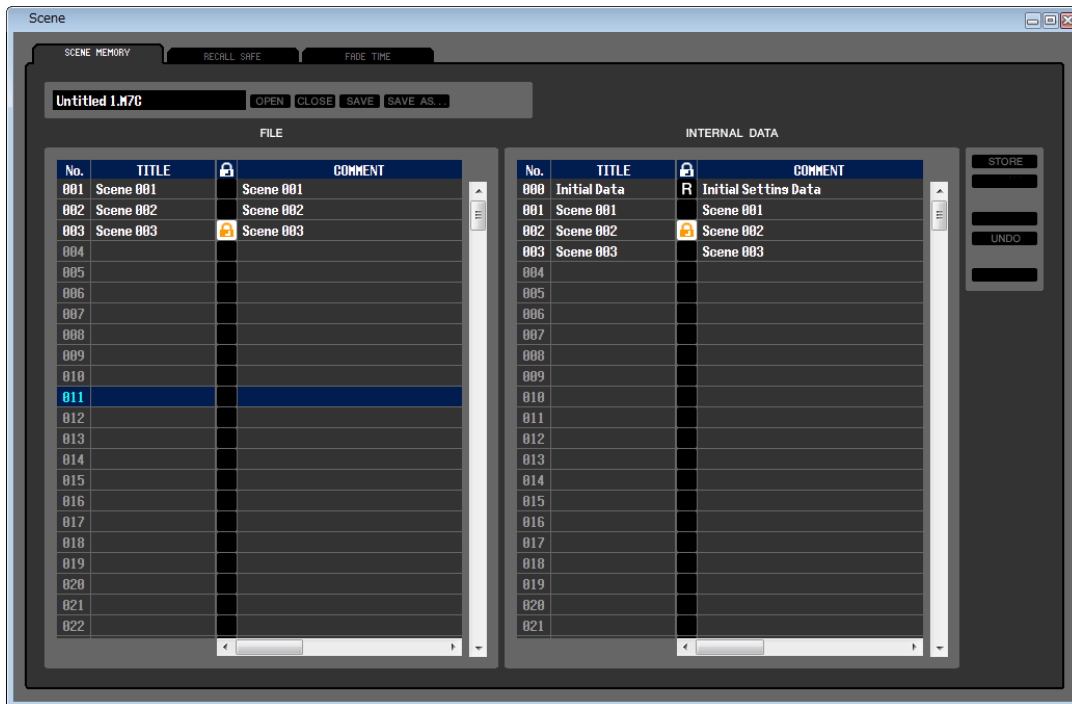 Scene
SCENE MEMORY RECALL SAFE FADE TIME
Untitled 1.M7C OPEN CLOSE SAVE SAVE AS...
FILE INTERNAL DATA
No. TITLE COMMENT No. TITLE COMMENT STORE
001 Scene 001 Scene 001 000 Initial Data R Initial Setting Data
002 Scene 002 Scene 002 001 Scene 001 Scene 001
003 Scene 003 Scene 003 002 Scene 002 Scene 002 UNDO
004 003 Scene 003 Scene 003
005 004
006 005
007 006
008 007
009 008
010 009
011 010
012 011
013 012
014 013
015 014
016 015
017 016
018 017
019 018
020 019
021 020
022 021